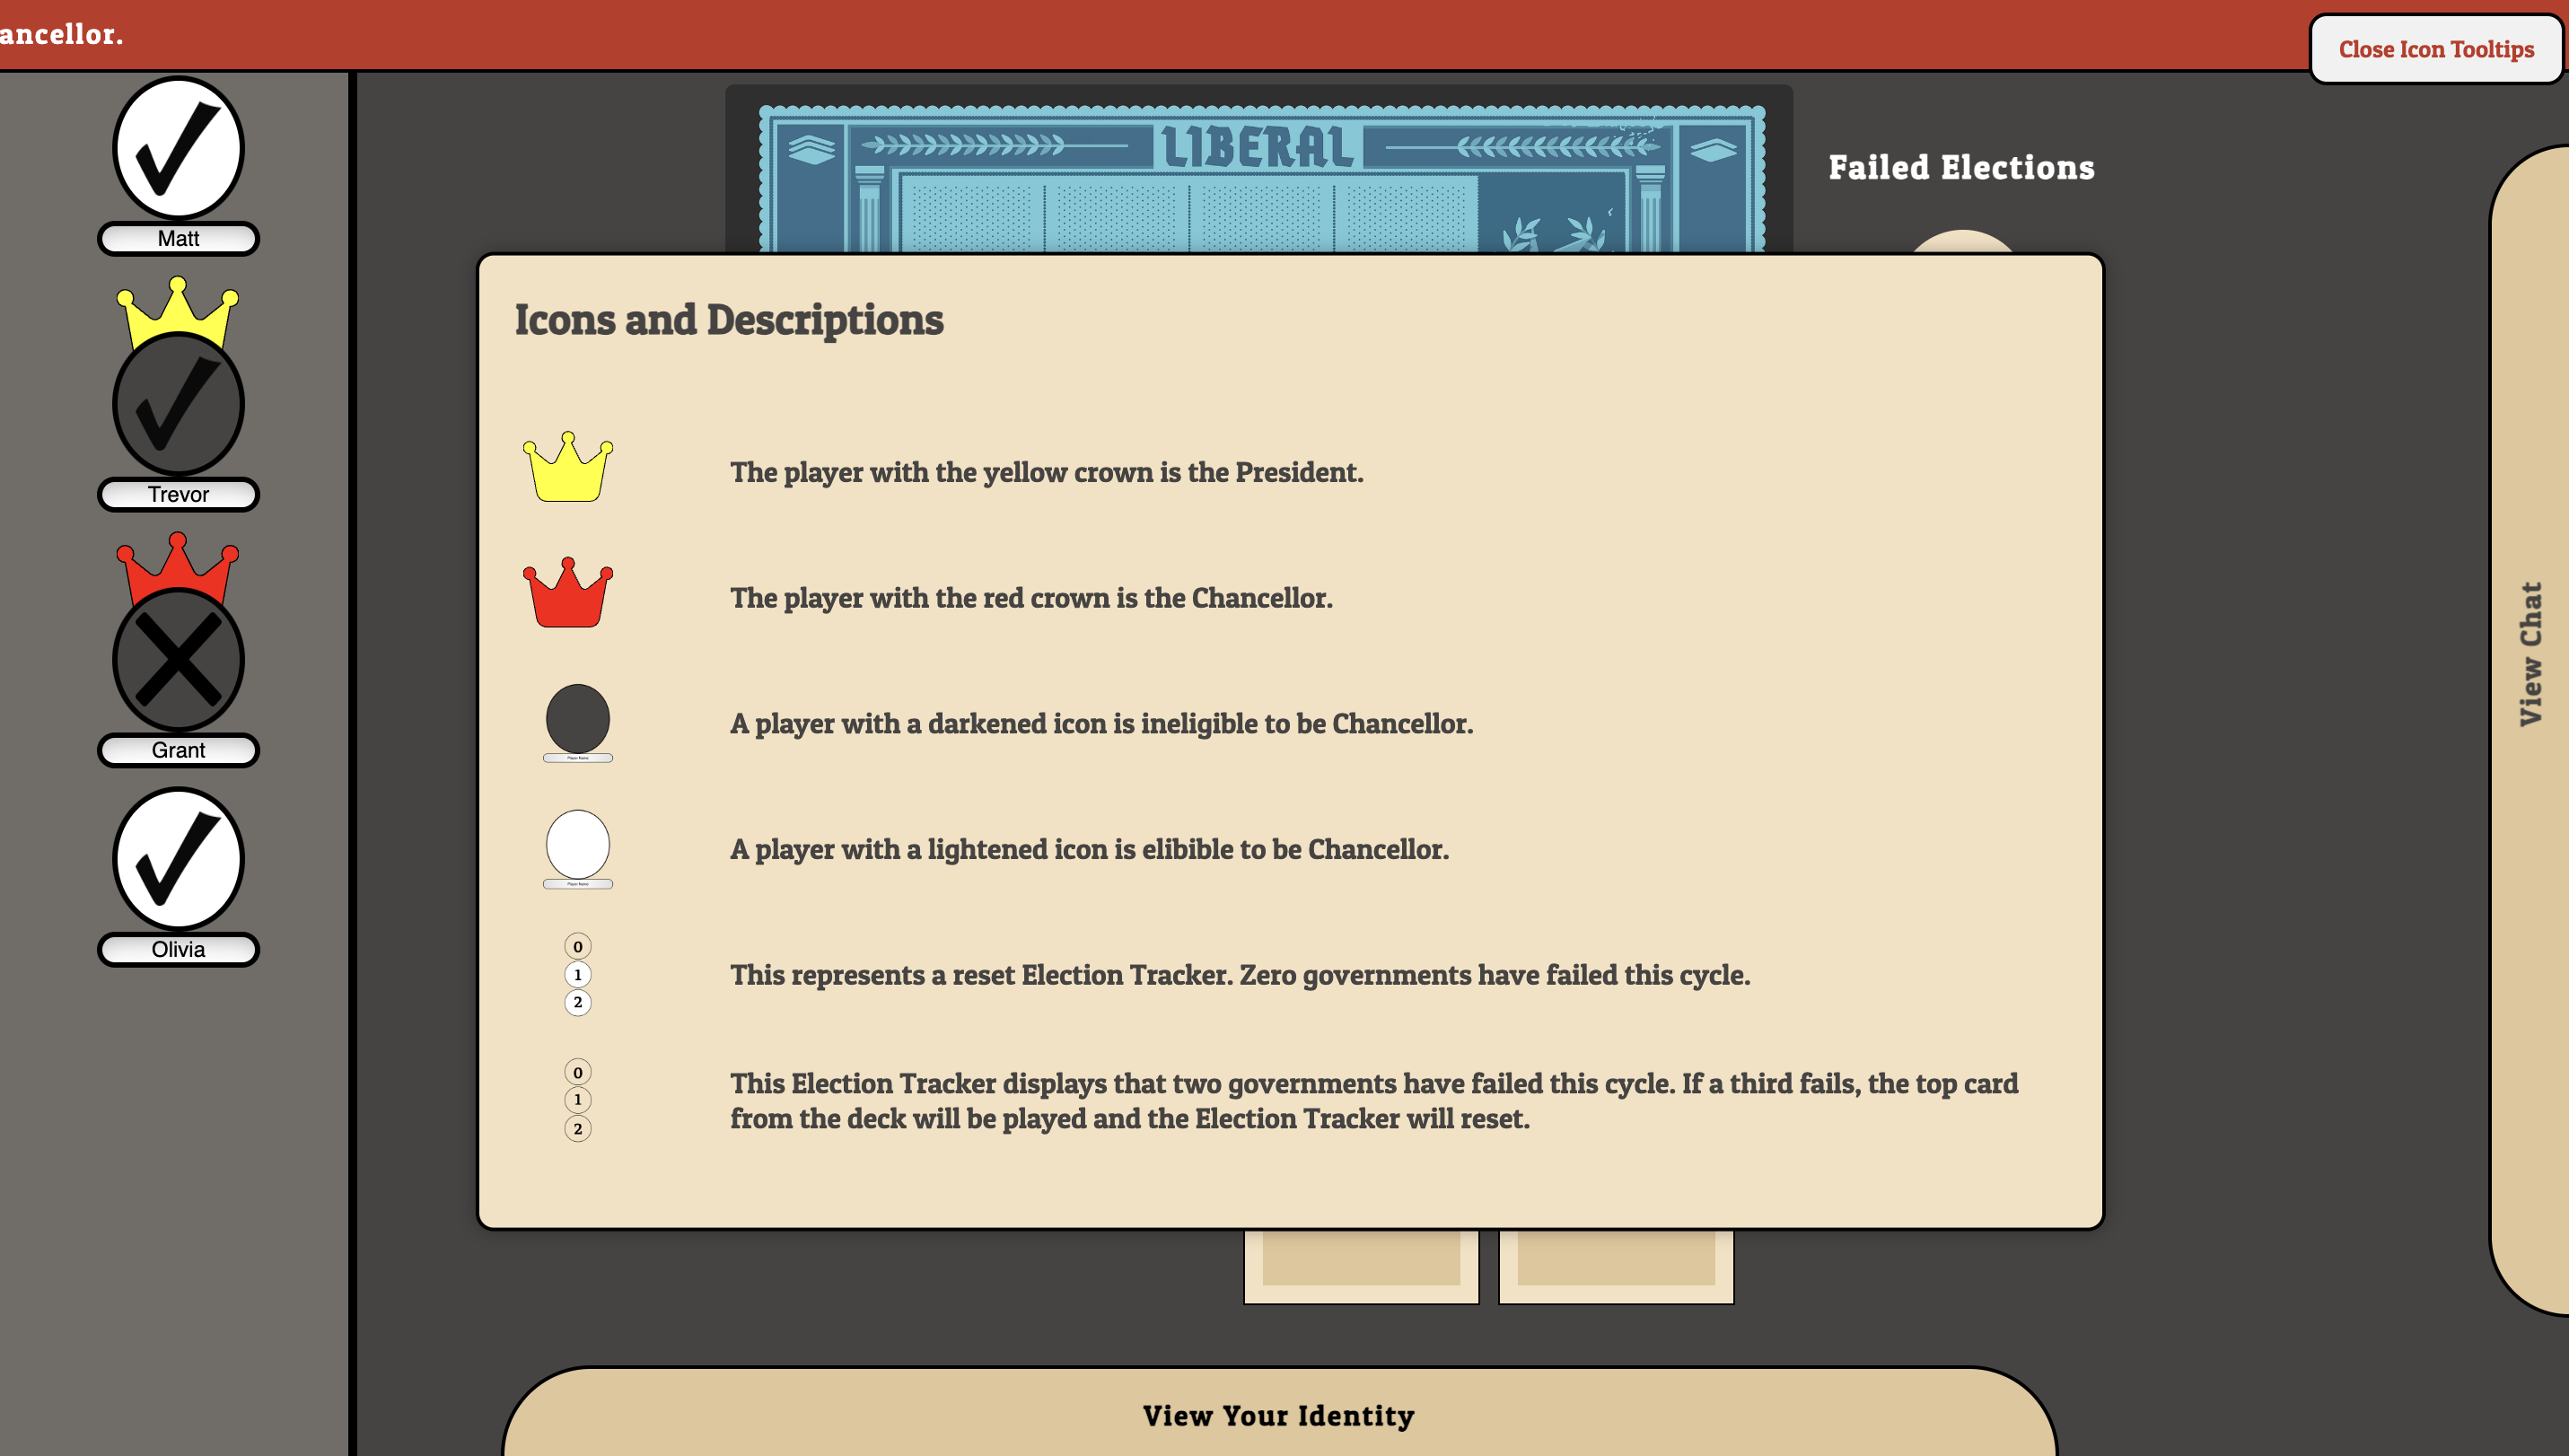 ancellor.
Close Icon Tooltips
Matt
Trevor
Grant
Olivia
LIBERAL
Failed Elections
Icons and Descriptions
The player with the yellow crown is the President.
The player with the red crown is the Chancellor.
A player with a darkened icon is ineligible to be Chancellor.
Player Name
A player with a lightened icon is elibible to be Chancellor.
Player Name
0
1
2
This represents a reset Election Tracker. Zero governments have failed this cycle.
0
1
2
This Election Tracker displays that two governments have failed this cycle. If a third fails, the top card
from the deck will be played and the Election Tracker will reset.
View Chat
View Your Identity